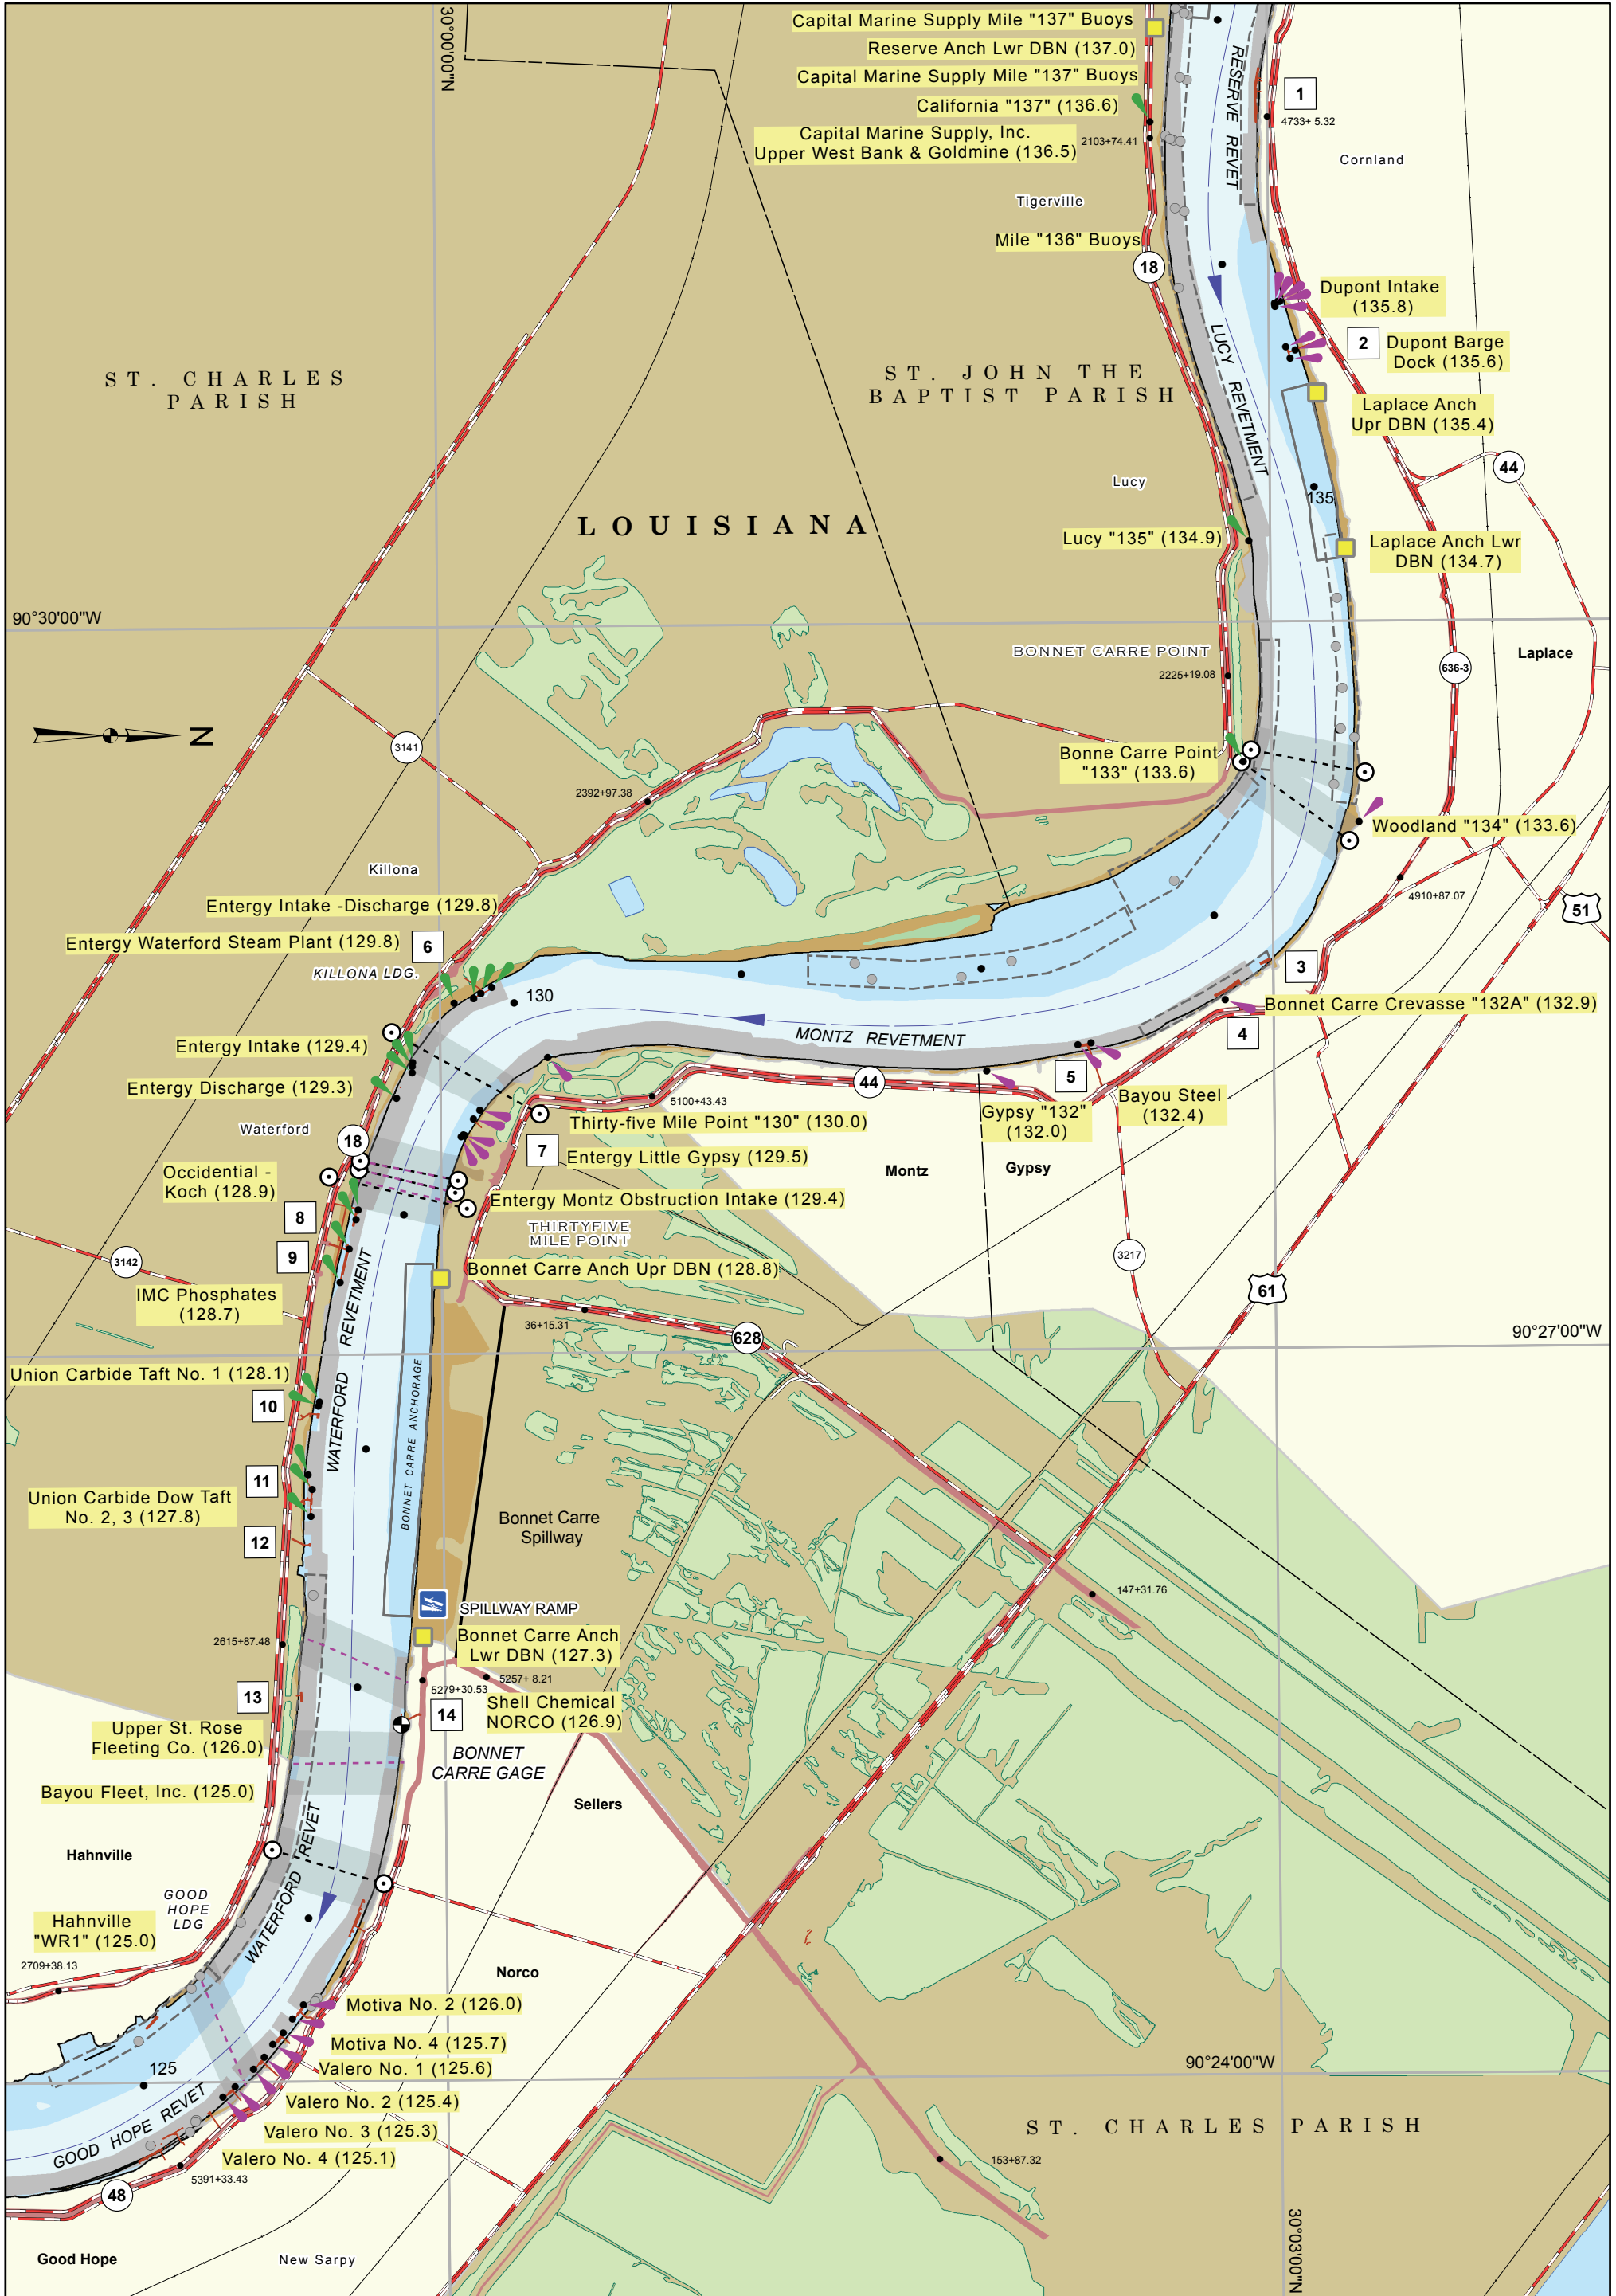 Capital Marine Supply Mile "137" Buoys
Reserve Anch Lwr DBN (137.0)
Capital Marine Supply Mile "137" Buoys
California "137" (136.6)
Capital Marine Supply, Inc.
Upper West Bank & Goldmine (136.5)
2103+74.41
30°00'00"N
RESERVE REVET
1
4733+ 5.32
Cornland
Tigerville
Mile "136" Buoys
18
Dupont Intake
(135.8)
2
Dupont Barge
Dock (135.6)
LUCY REVETMENT
ST. CHARLES
PARISH
ST. JOHN THE
BAPTIST PARISH
Laplace Anch
Upr DBN (135.4)
44
Lucy
135
LOUISIANA
Lucy "135" (134.9)
Laplace Anch Lwr
DBN (134.7)
90°30'00"W
BONNET CARRE POINT
2225+19.08
636-3
Laplace
N
3141
Bonne Carre Point
"133" (133.6)
2392+97.38
Woodland "134" (133.6)
Killona
4910+87.07
51
Entergy Intake -Discharge (129.8)
Entergy Waterford Steam Plant (129.8)
6
KILLONA LDG.
130
3
Bonnet Carre Crevasse "132A" (132.9)
4
MONTZ REVETMENT
Entergy Intake (129.4)
5
44
Entergy Discharge (129.3)
5100+43.43
Bayou Steel
(132.4)
Gypsy "132"
(132.0)
Thirty-five Mile Point "130" (130.0)
Waterford
18
7
Entergy Little Gypsy (129.5)
Montz
Gypsy
Occidental -
Koch (128.9)
Entergy Montz Obstruction Intake (129.4)
8
THIRTYFIVE
MILE POINT
9
3142
3217
Bonnet Carre Anch Upr DBN (128.8)
61
IMC Phosphates
(128.7)
WATERFORD REVETMENT
36+15.31
628
90°27'00"W
Union Carbide Taft No. 1 (128.1)
10
BONNET CARRE ANCHORAGE
11
Union Carbide Dow Taft
No. 2, 3 (127.8)
Bonnet Carre
Spillway
12
147+31.76
SPILLWAY RAMP
Bonnet Carre Anch
Lwr DBN (127.3)
2615+87.48
5257+ 8.21
5279+30.53
13
Shell Chemical
NORCO (126.9)
14
Upper St. Rose
Fleeting Co. (126.0)
BONNET
CARRE GAGE
Bayou Fleet, Inc. (125.0)
Sellers
WATERFORD REVET
Hahnville
GOOD
HOPE
LDG
Hahnville
"WR1" (125.0)
2709+38.13
Norco
Motiva No. 2 (126.0)
Motiva No. 4 (125.7)
125
Valero No. 1 (125.6)
90°24'00"W
Valero No. 2 (125.4)
GOOD HOPE REVET
Valero No. 3 (125.3)
ST. CHARLES PARISH
Valero No. 4 (125.1)
153+87.32
5391+33.43
48
30°03'00"N
Good Hope
New Sarpy